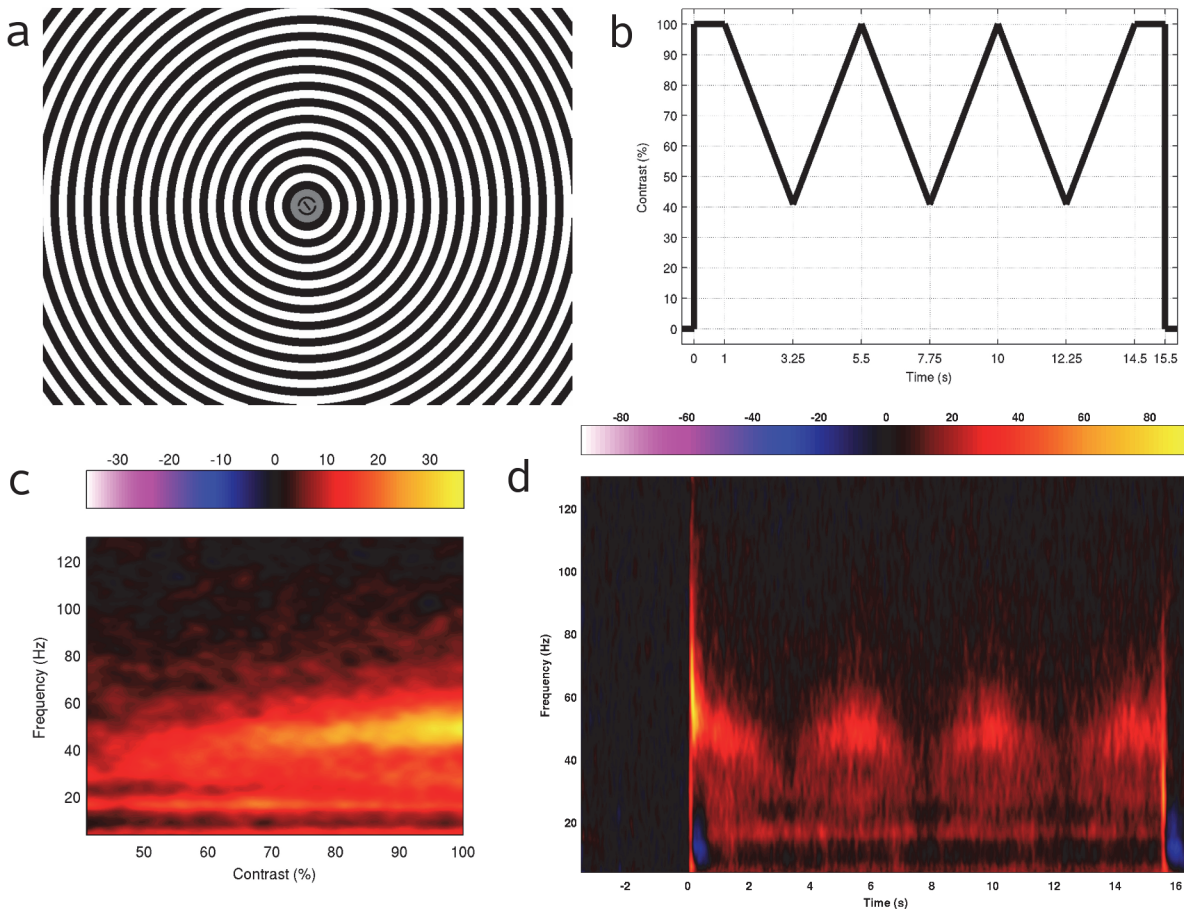 a
b
100
90
80
70
60
50
40
30
20
10
0
Contrast (%)
0 1 3.25 5.5 7.75 10 12.25 14.5 15.5
Time (s)
c
-30 -20 -10 0 10 20 30
120
100
80
60
40
20
Frequency (Hz)
50 60 70 80 90 100
Contrast (%)
d
-80 -60 -40 -20 0 20 40 60 80
120
100
80
60
40
20
Frequency (Hz)
-2 0 2 4 6 8 10 12 14 16
Time (s)